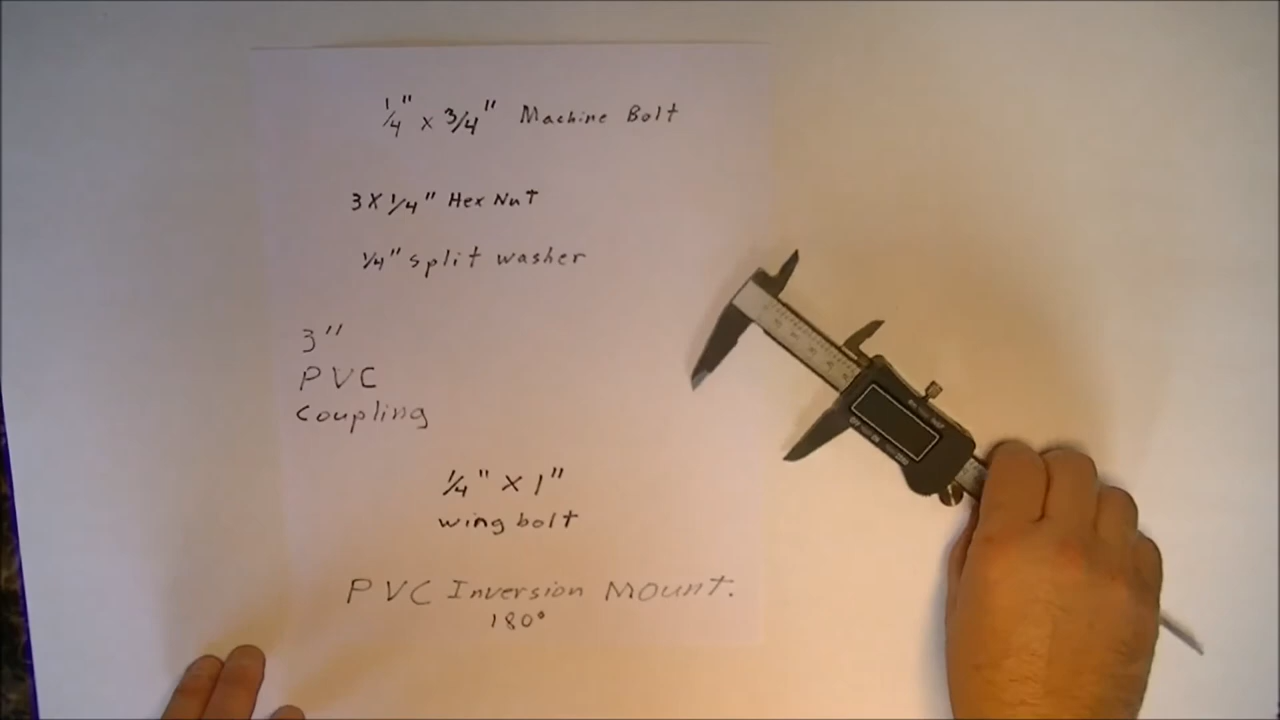 1/4" x 3/4" Machine Bolt
3 X 1/4" Hex Nut
1/4" split washer
3"
PVC
coupling
1/4" X 1"
wing bolt
PVC Inversion Mount.
180°